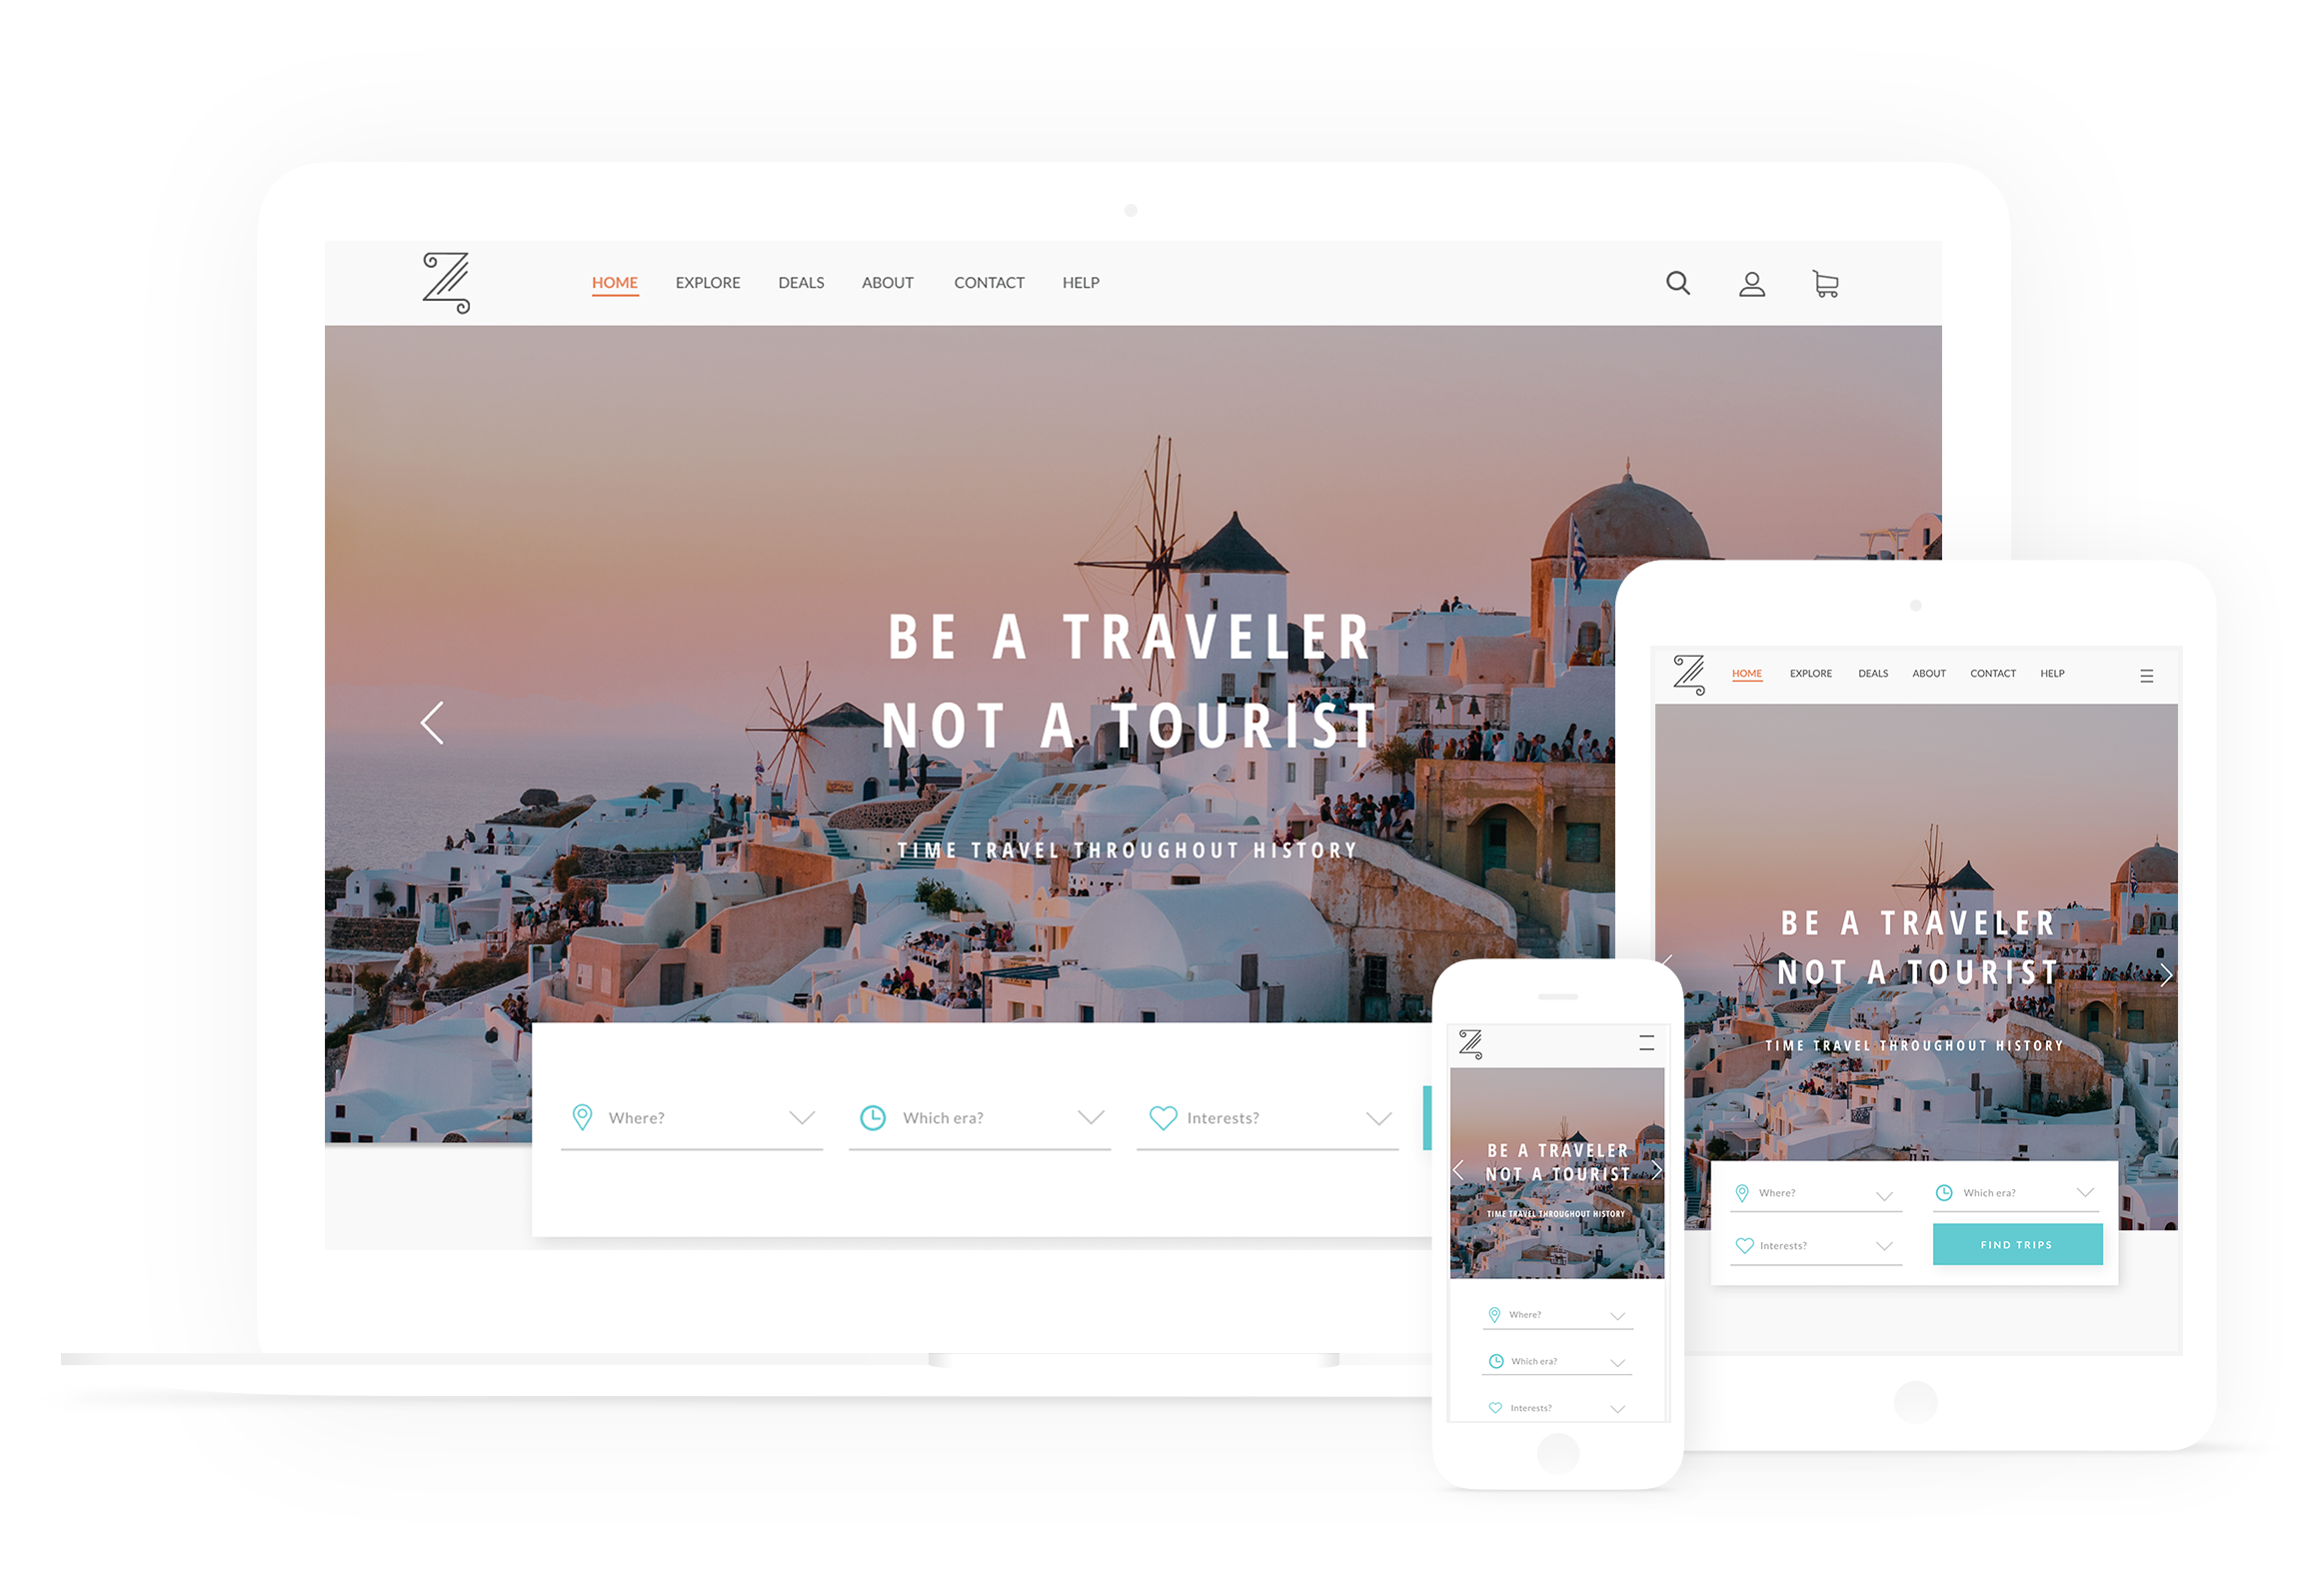 Z
HOME EXPLORE DEALS ABOUT CONTACT HELP
BE A TRAVELER
NOT A TOURIST
TIME TRAVEL THROUGHOUT HISTORY
Where? Which era? Interests?
Z
HOME EXPLORE DEALS ABOUT CONTACT HELP
BE A TRAVELER
NOT A TOURIST
TIME TRAVEL THROUGHOUT HISTORY
Where? Which era?
Interests? FIND TRIPS
Z
BE A TRAVELER
NOT A TOURIST
TIME TRAVEL THROUGHOUT HISTORY
Where?
Which era?
Interests?